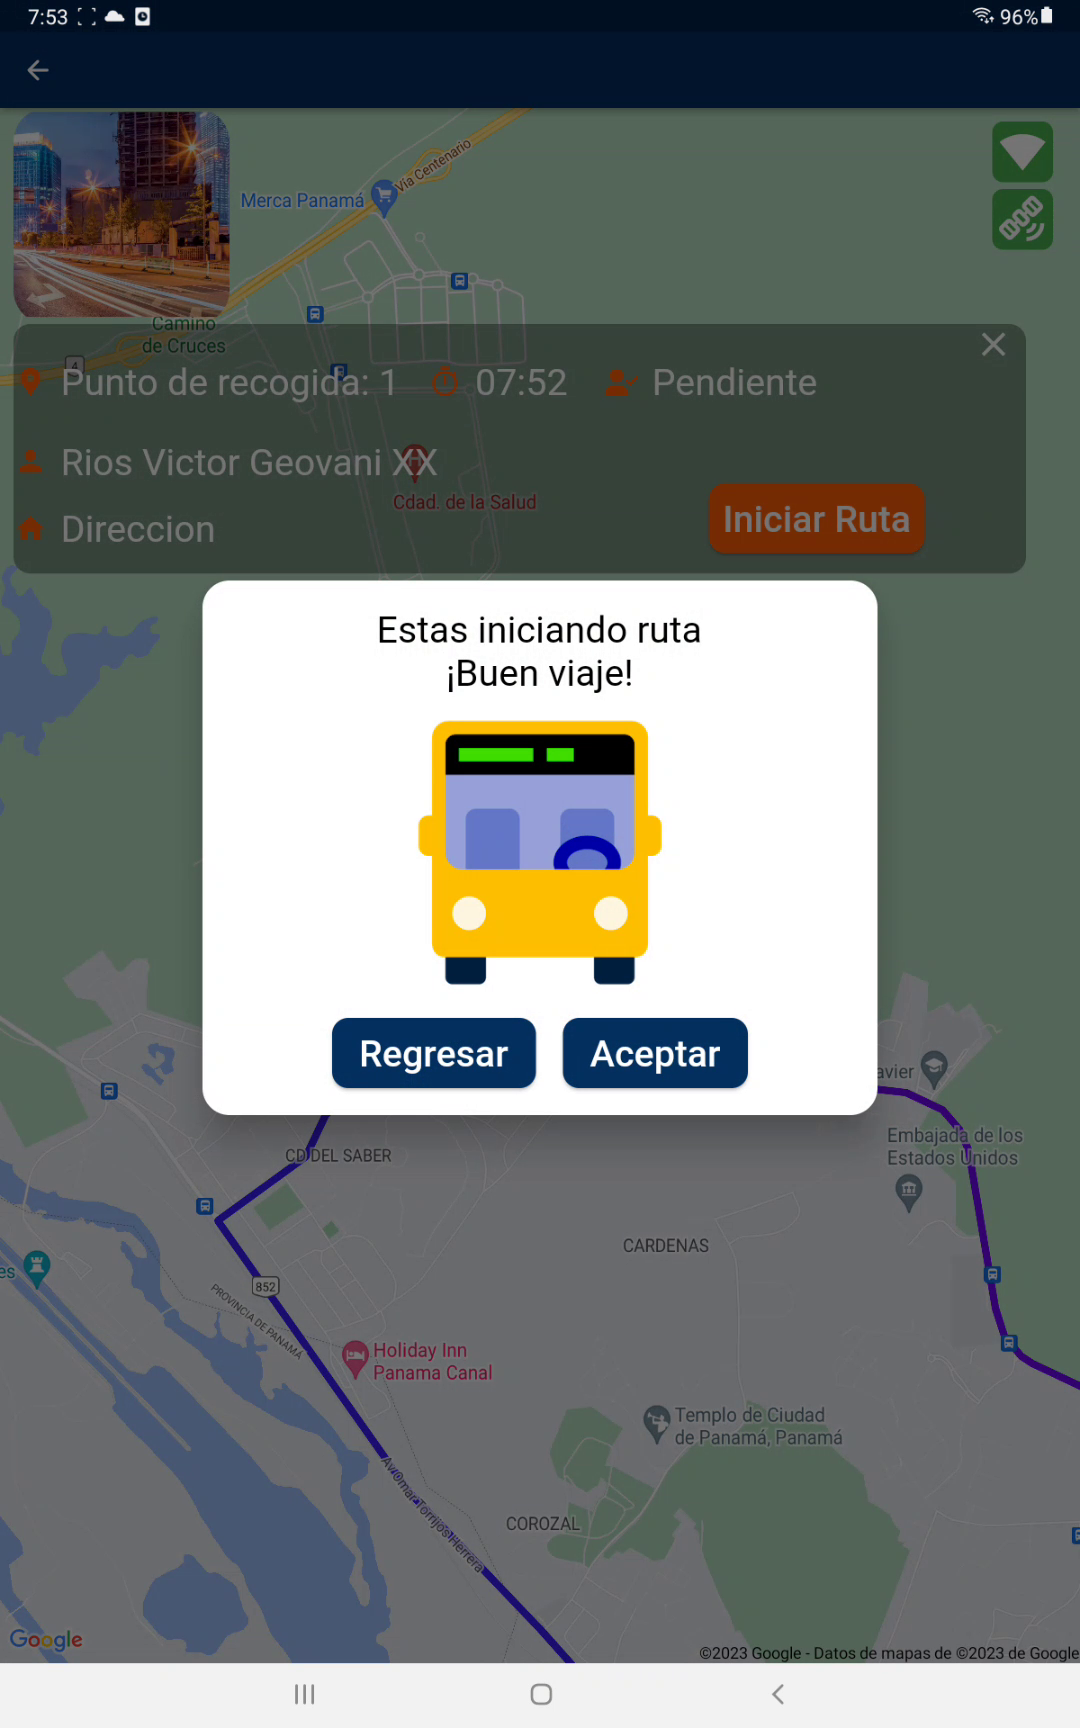 7:53
96%
Vía Centenario
Merca Panamá
Camino
de Cruces
4
Punto de recogida: 1
07:52
Pendiente
Rios Victor Geovani XX
Cdad. de la Salud
Direccion
Iniciar Ruta
Estas iniciando ruta
¡Buen viaje!
Regresar
Aceptar
avier
Embajada de los
Estados Unidos
CD DEL SABER
CARDENAS
es
852
PROVINCIA DE PANAMÁ
Holiday Inn
Panama Canal
Templo de Ciudad
de Panamá, Panamá
Av Omar Torrijos Herrera
COROZAL
Google
©2023 Google - Datos de mapas de ©2023 de Google